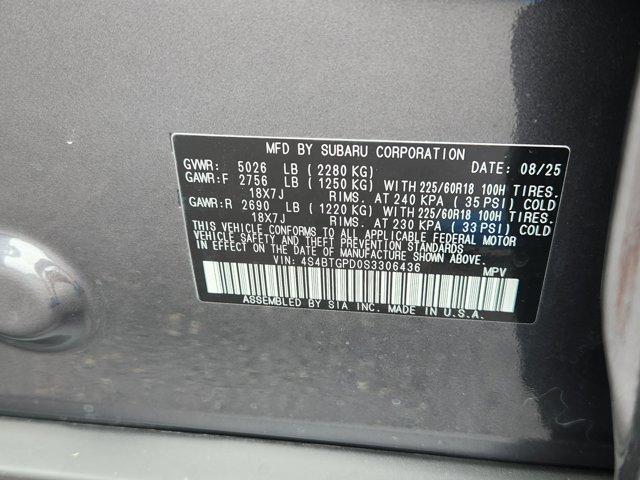 MFD BY SUBARU CORPORATION DATE: 08/25
GVWR: 5026 LB (2280 KG)
GAWR:F 2756 LB (1250 KG) WITH 225/60R18 100H TIRES.
18X7J RIMS. AT 240 KPA ( 35 PSI) COLD
GAWR:R 2690 LB (1220 KG) WITH 225/60R18 100H TIRES.
18X7J RIMS. AT 230 KPA ( 33 PSI) COLD
THIS VEHICLE CONFORMS TO ALL APPLICABLE FEDERAL MOTOR
VEHICLE SAFETY AND THEFT PREVENTION STANDARDS
IN EFFECT ON THE DATE OF MANUFACTURE SHOWN ABOVE.
VIN: 4S4BTGPD0S3306436 MPV
ASSEMBLED BY SIA INC. MADE IN U.S.A.